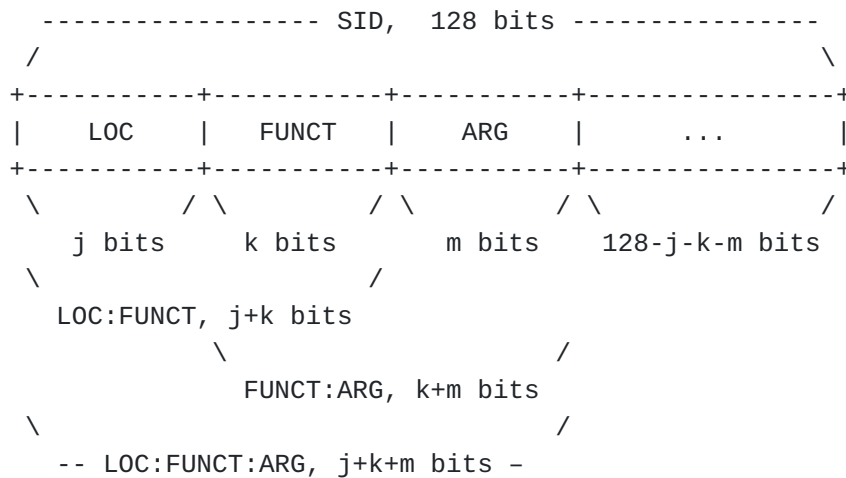 ------------------ SID,  128 bits ---------------
/                                                  \
+-----------+-----------+-----------+----------------+
|    LOC    |   FUNCT   |    ARG    |      ...       |
+-----------+-----------+-----------+----------------+
\         / \         / \         / \              /
j bits     k bits       m bits    128-j-k-m bits
\                     /
LOC:FUNCT, j+k bits
\                     /
FUNCT:ARG, k+m bits
\                                 /
-- LOC:FUNCT:ARG, j+k+m bits –